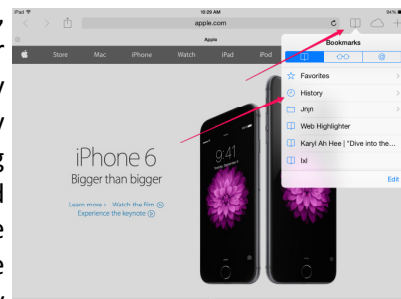 iPad
10:29 AM
94%
apple.com
Apple
Store Mac iPhone Watch iPad iPod
Bookmarks
@
Favorites
History
Web Highlighter
Karyl Ah Hee | "Dive into the...
Ixl
Edit
iPhone 6
Bigger than bigger
Learn more Watch the film
Experience the keynote
9:41
r
y
y
g
d
e
e